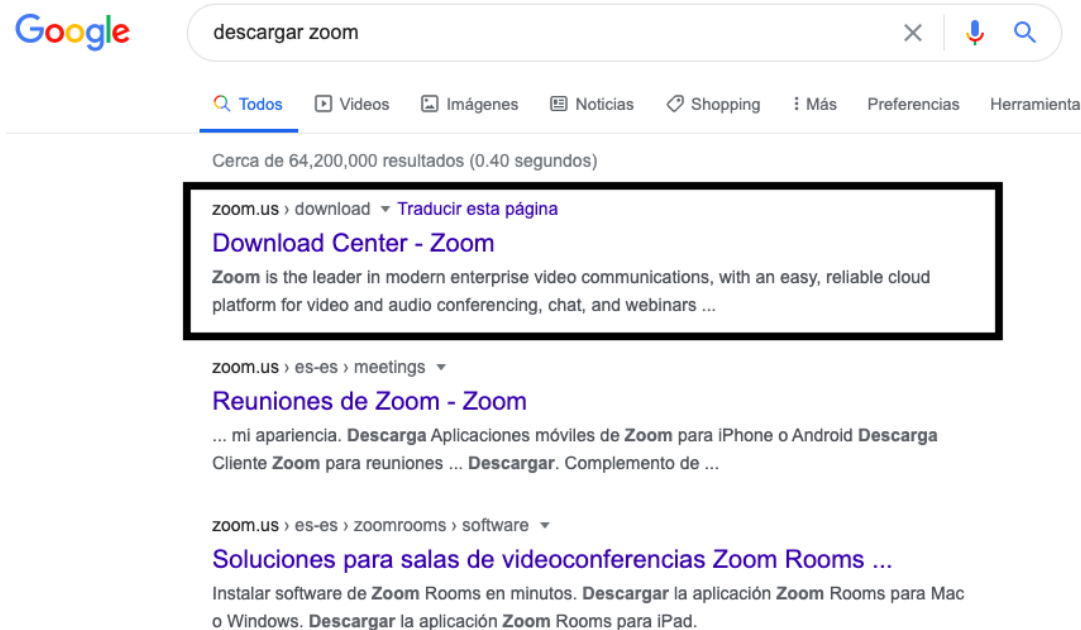 Google
descargar zoom
Todos Videos Imágenes Noticias Shopping Más Preferencias Herramienta
Cerca de 64,200,000 resultados (0.40 segundos)
zoom.us › download Traducir esta página
Download Center - Zoom
Zoom is the leader in modern enterprise video communications, with an easy, reliable cloud
platform for video and audio conferencing, chat, and webinars ...
zoom.us › es-es › meetings
Reuniones de Zoom - Zoom
... mi apariencia. Descarga Aplicaciones móviles de Zoom para iPhone o Android Descarga
Cliente Zoom para reuniones ... Descargar. Complemento de ...
zoom.us › es-es › zoomrooms › software
Soluciones para salas de videoconferencias Zoom Rooms ...
Instalar software de Zoom Rooms en minutos. Descargar la aplicación Zoom Rooms para Mac
o Windows. Descargar la aplicación Zoom Rooms para iPad.